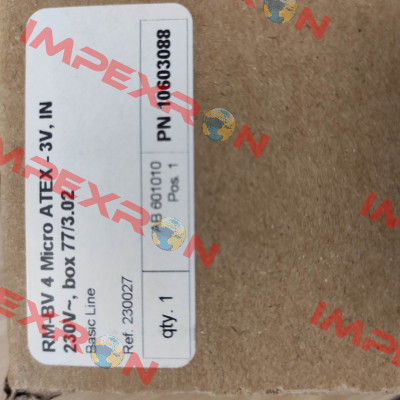 RM-BV 4 Micro ATEX - 3V, IN
230V~, box 77/3.02
Basic Line
Ref. 230027
AB 601010
Pos. 1
qty. 1
PN 10603088
IMPEXRON